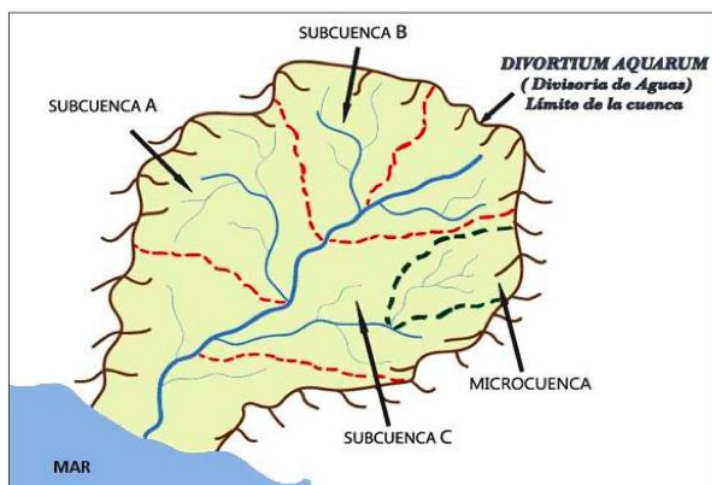 SUBCUENCA B
DIVORTIUM AQUARUM
( Divisoria de Aguas)
Límite de la cuenca
SUBCUENCA A
MICROCUENCA
SUBCUENCA C
MAR